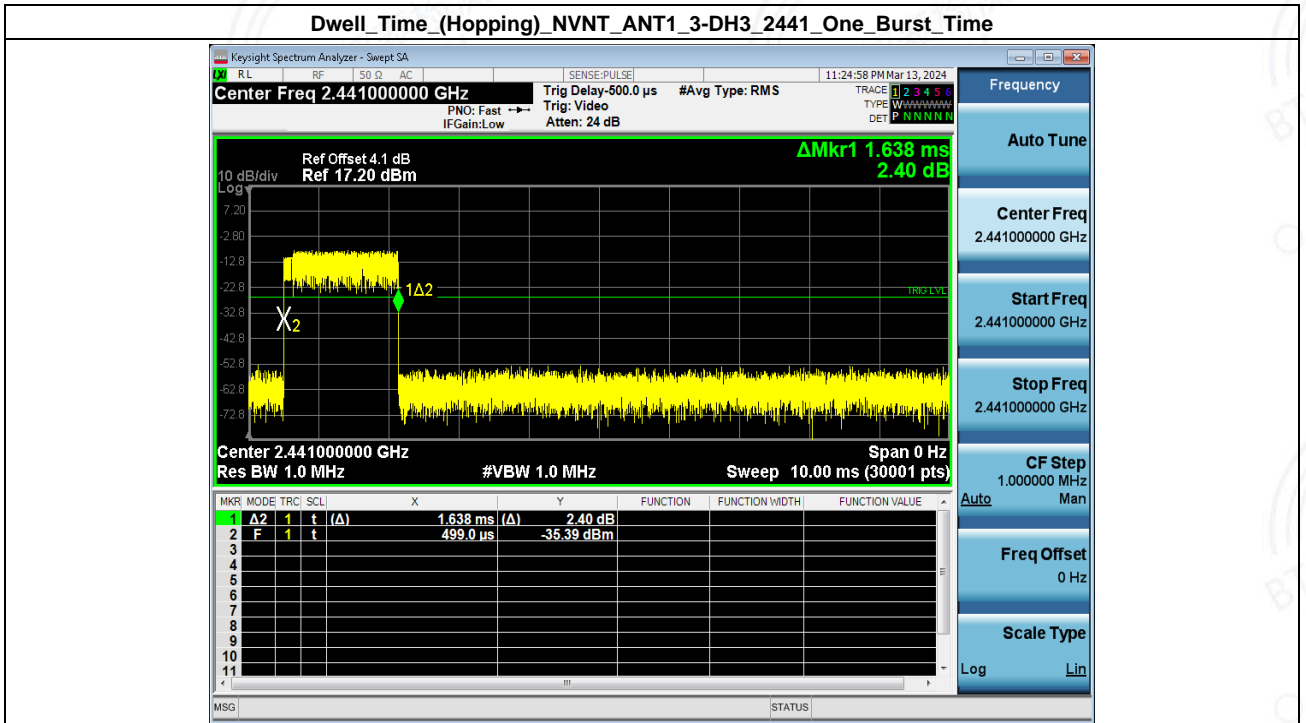 Dwell_Time_(Hopping)_NVNT_ANT1_3-DH3_2441_One_Burst_Time
Keysight Spectrum Analyzer - Swept SA
LXI RL RF 50 Ω AC SENSE:PULSE 11:24:58 PM Mar 13, 2024
Center Freq 2.441000000 GHz
PNO: Fast
IFGain:Low
Trig Delay-500.0 µs
Trig: Video
Atten: 24 dB
#Avg Type: RMS
TRACE 1 2 3 4 5 6
TYPE WWWWWW
DET P N N N N N
ΔMkr1 1.638 ms
2.40 dB
Ref Offset 4.1 dB
10 dB/div Ref 17.20 dBm
Log
7.20
-2.80
-12.8
-22.8
-32.8
-42.8
-52.8
-62.8
-72.8
1Δ2
X2
TRIG LVL
Center 2.441000000 GHz Span 0 Hz
Res BW 1.0 MHz #VBW 1.0 MHz Sweep 10.00 ms (30001 pts)
MKR MODE TRC SCL X Y FUNCTION FUNCTION WIDTH FUNCTION VALUE
1 Δ2 1 t (Δ) 1.638 ms (Δ) 2.40 dB
2 F 1 t 499.0 µs -35.39 dBm
3
4
5
6
7
8
9
10
11
MSG STATUS
Frequency
Auto Tune
Center Freq
2.441000000 GHz
Start Freq
2.441000000 GHz
Stop Freq
2.441000000 GHz
CF Step
1.000000 MHz
Auto Man
Freq Offset
0 Hz
Scale Type
Log Lin